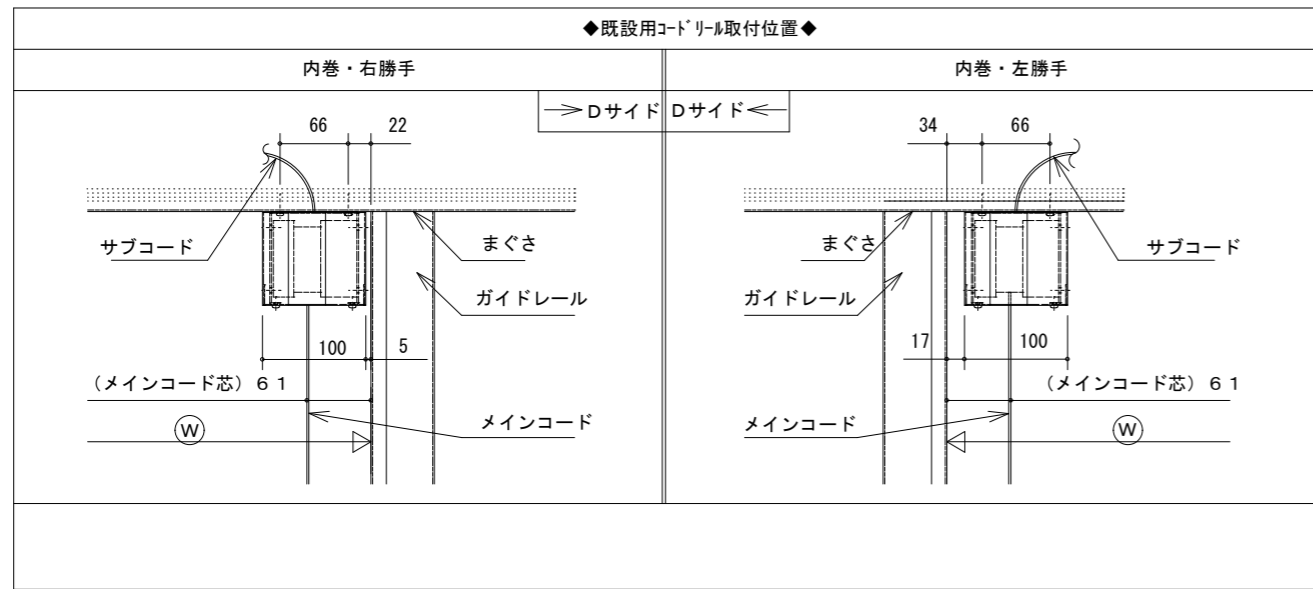 ◆既設用ｺｰﾄﾞﾘｰﾙ取付位置◆
内巻・右勝手
内巻・左勝手
Dサイド
Dサイド
66
22
サブコード
まぐさ
ガイドレール
100
5
(メインコード芯) 61
メインコード
W
34
66
まぐさ
サブコード
ガイドレール
17
100
(メインコード芯) 61
メインコード
W